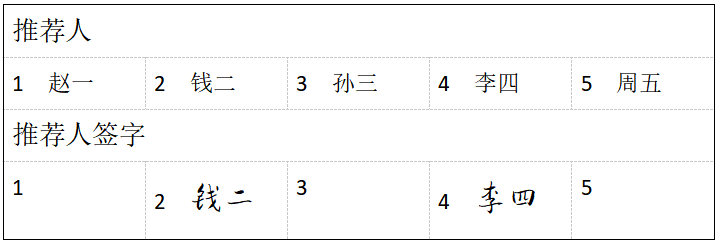 推荐人
1 赵一 2 钱二 3 孙三 4 李四 5 周五
推荐人签字
1 2 钱二 3 4 李四 5